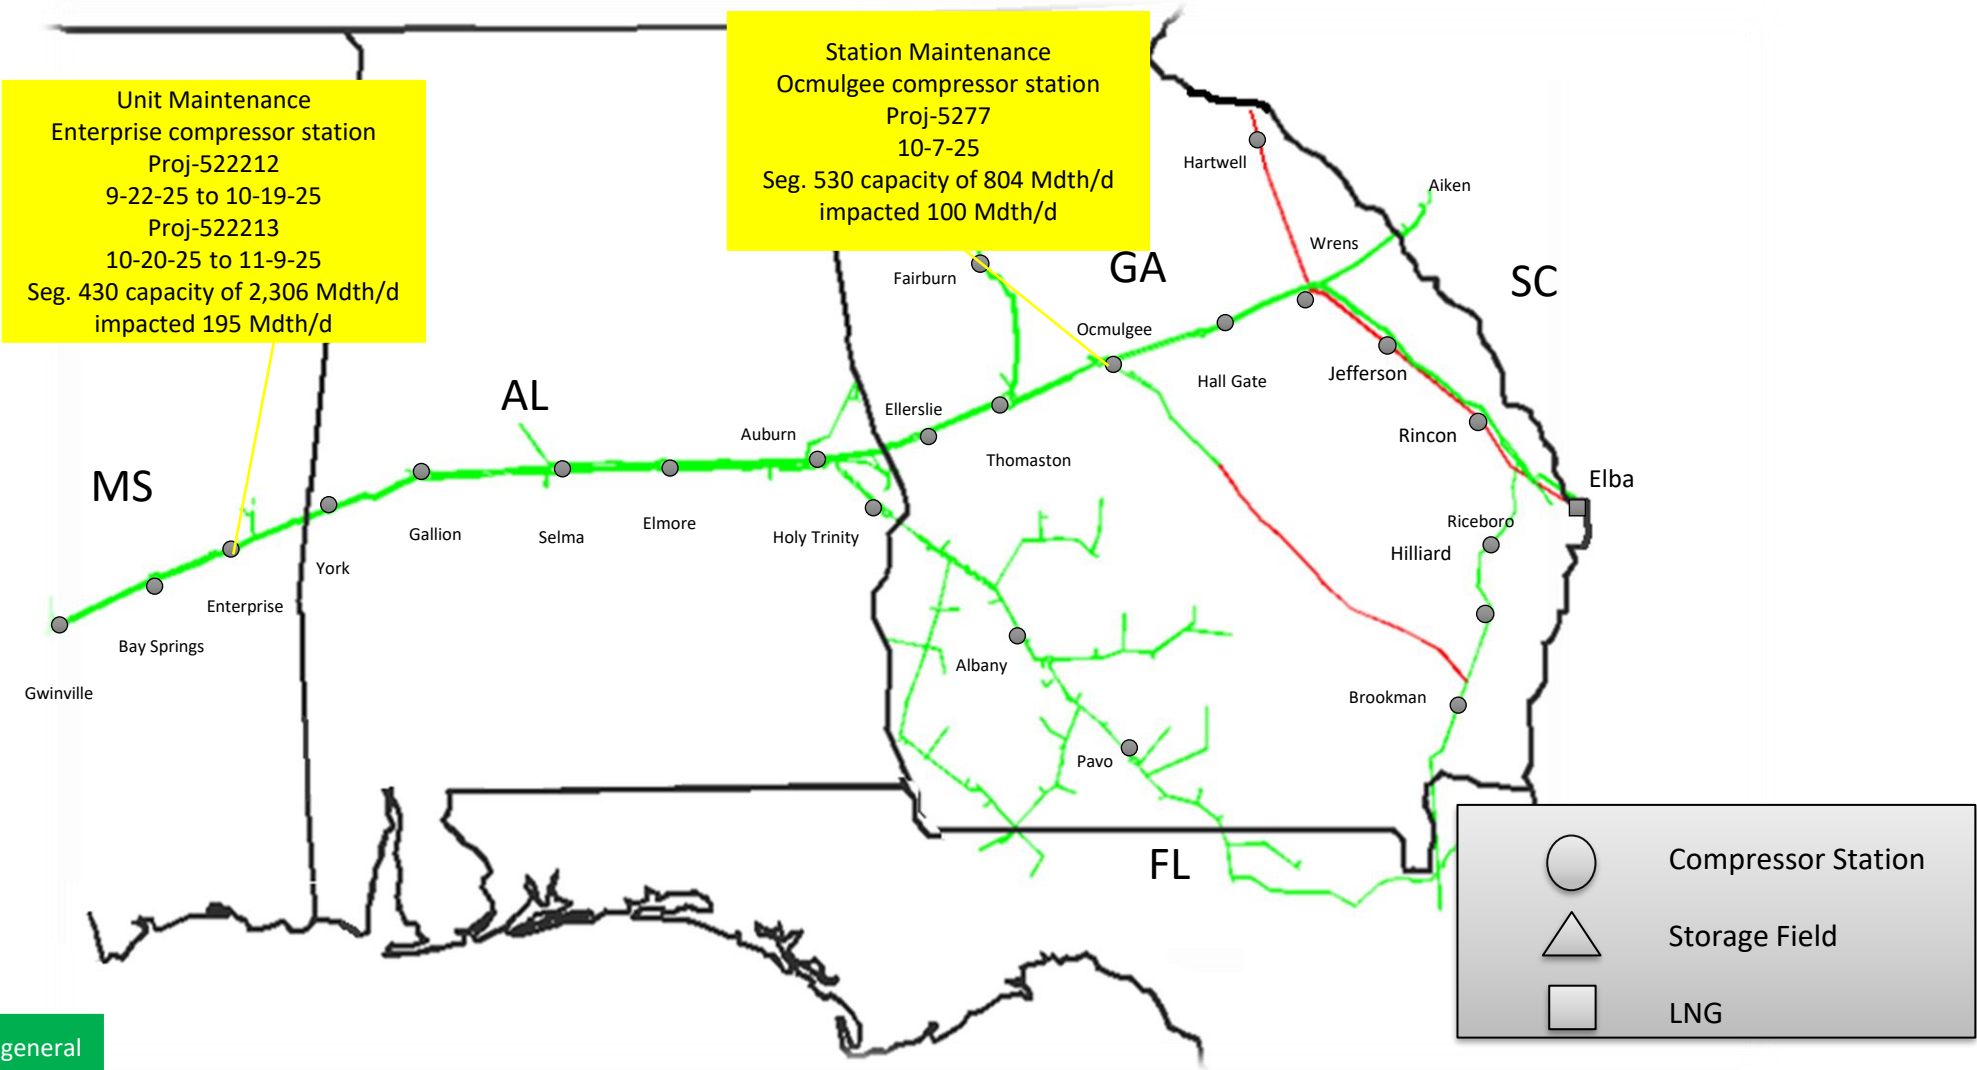 Unit Maintenance
Enterprise compressor station
Proj-522212
9-22-25 to 10-19-25
Proj-522213
10-20-25 to 11-9-25
Seg. 430 capacity of 2,306 Mdth/d
impacted 195 Mdth/d
Station Maintenance
Ocmulgee compressor station
Proj-5277
10-7-25
Seg. 530 capacity of 804 Mdth/d
impacted 100 Mdth/d
Hartwell
Aiken
Wrens
Fairburn
GA
SC
Ocmulgee
Hall Gate
Jefferson
AL
Ellerslie
Auburn
Rincon
Thomaston
MS
Elba
Riceboro
Elmore
Gallion
Selma
Holy Trinity
Hilliard
York
Enterprise
Bay Springs
Albany
Gwinville
Brookman
Pavo
FL
Compressor Station
Storage Field
LNG
general